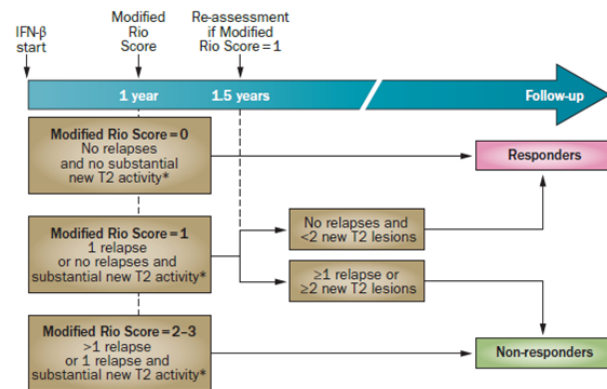 IFN-β
start
Modified
Rio
Score
Re-assessment
if Modified
Rio Score=1
1 year
1.5 years
Follow-up
Modified Rio Score=0
No relapses
and no substantial
new T2 activity*
Responders
Modified Rio Score=1
1 relapse
or no relapses and
substantial new T2 activity*
No relapses and
<2 new T2 lesions
≥1 relapse or
≥2 new T2 lesions
Modified Rio Score=2–3
>1 relapse
or 1 relapse and
substantial new T2 activity*
Non-responders